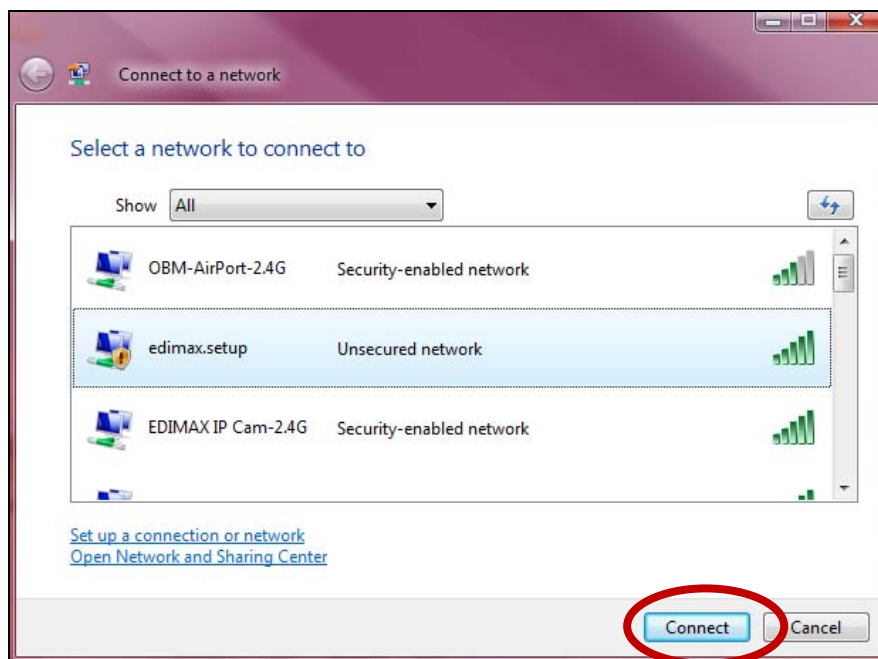 Connect to a network
Select a network to connect to
Show All
OBM-AirPort-2.4G Security-enabled network
edimax.setup Unsecured network
EDIMAX IP Cam-2.4G Security-enabled network
Set up a connection or network
Open Network and Sharing Center
Connect Cancel